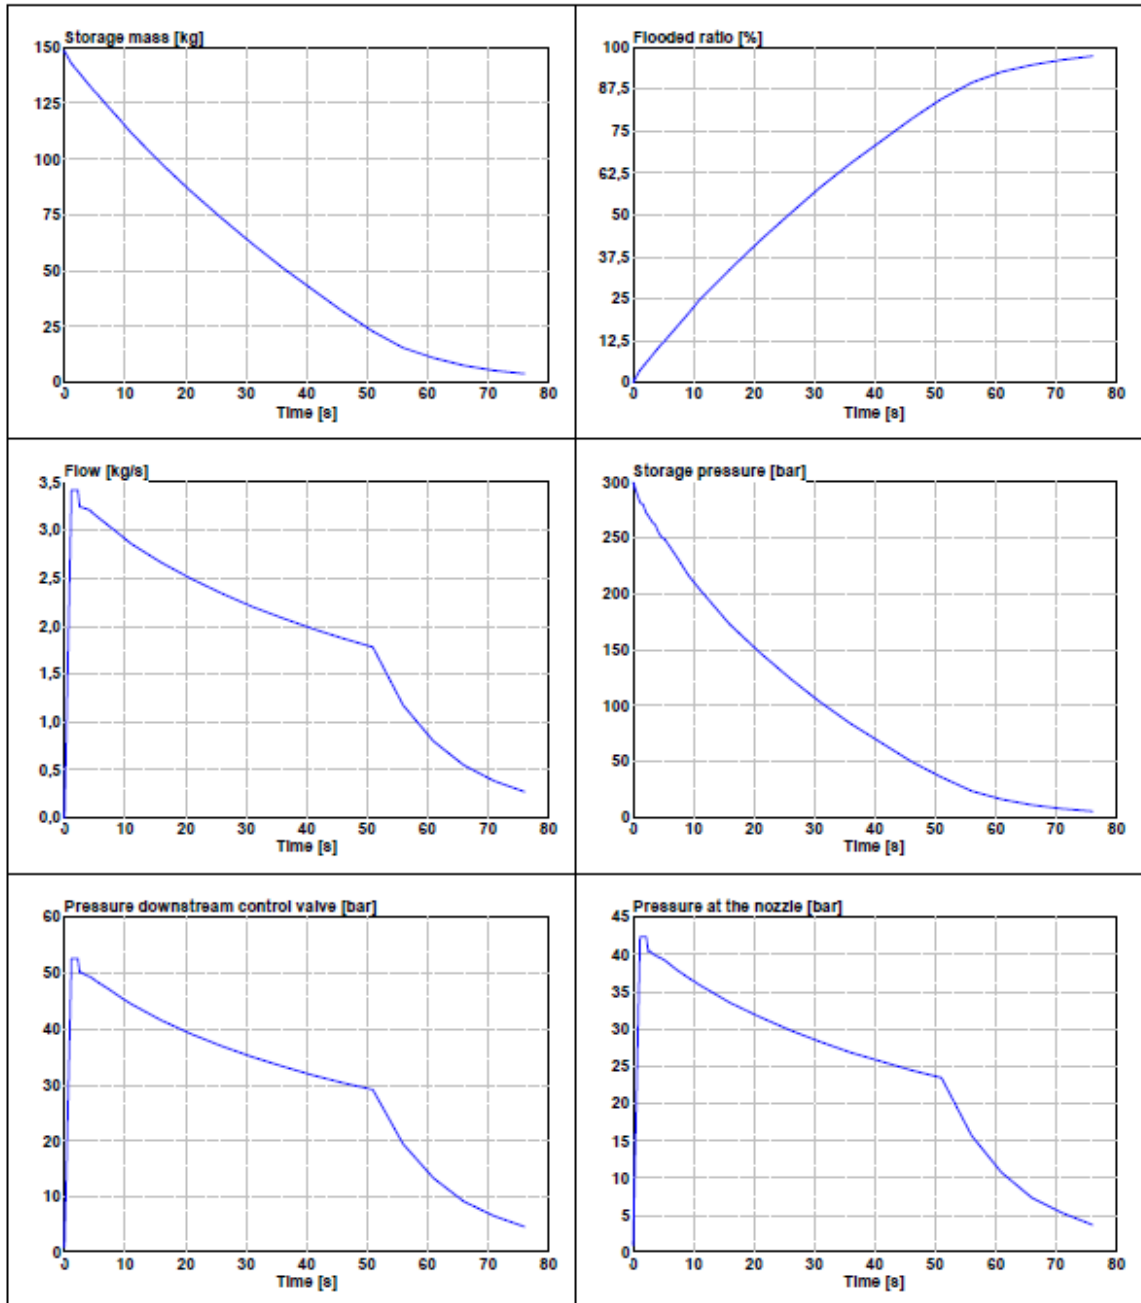 Storage mass [kg]
150
125
100
75
50
25
0
0 10 20 30 40 50 60 70 80
Time [s]
Flooded ratio [%]
100
87,5
75
62,5
50
37,5
25
12,5
0
0 10 20 30 40 50 60 70 80
Time [s]
Flow [kg/s]
3,5
3,0
2,5
2,0
1,5
1,0
0,5
0,0
0 10 20 30 40 50 60 70 80
Time [s]
Storage pressure [bar]
300
250
200
150
100
50
0
0 10 20 30 40 50 60 70 80
Time [s]
Pressure downstream control valve [bar]
60
50
40
30
20
10
0
0 10 20 30 40 50 60 70 80
Time [s]
Pressure at the nozzle [bar]
45
40
35
30
25
20
15
10
5
0
0 10 20 30 40 50 60 70 80
Time [s]